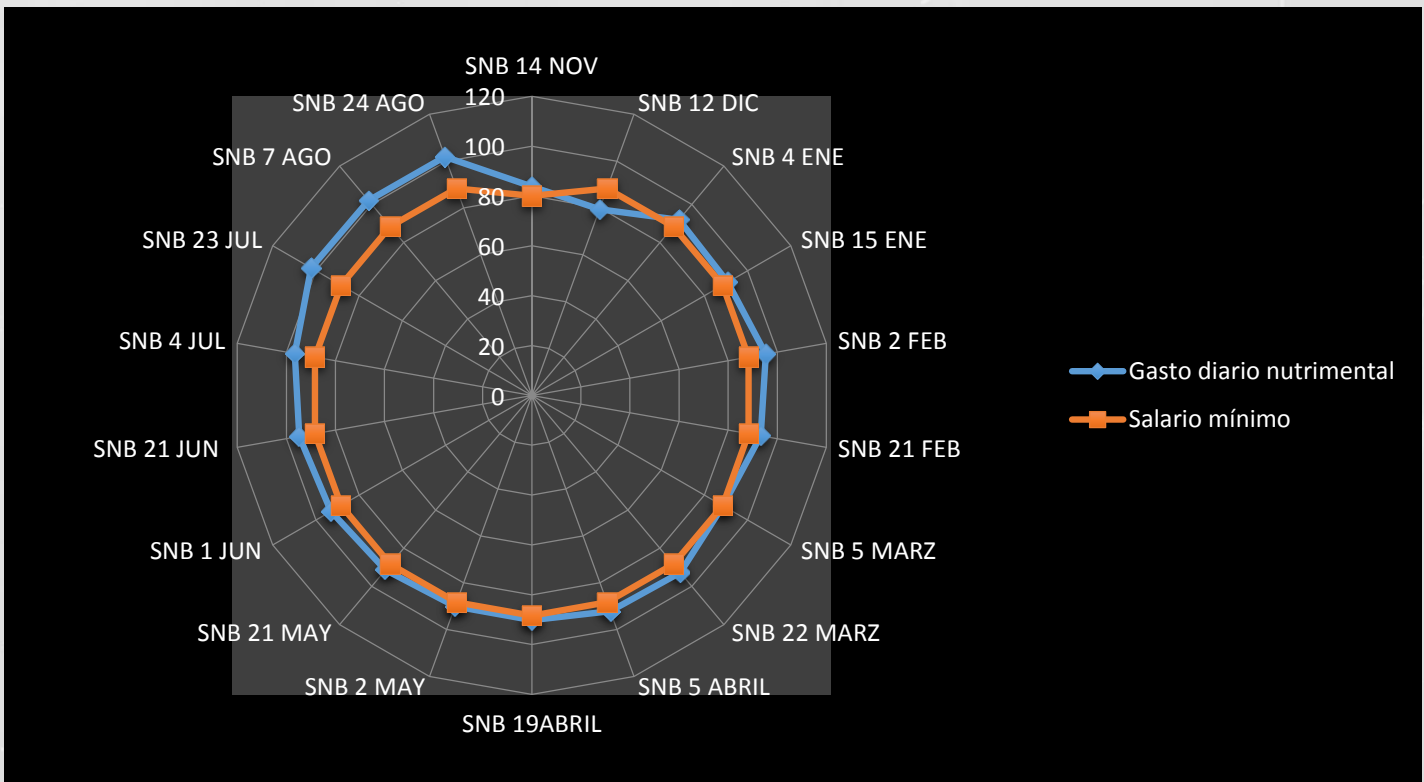 SNB 14 NOV
SNB 12 DIC
SNB 4 ENE
SNB 15 ENE
SNB 2 FEB
SNB 21 FEB
SNB 5 MARZ
SNB 22 MARZ
SNB 5 ABRIL
SNB 19ABRIL
SNB 2 MAY
SNB 21 MAY
SNB 1 JUN
SNB 21 JUN
SNB 4 JUL
SNB 23 JUL
SNB 7 AGO
SNB 24 AGO
120
100
80
60
40
20
0
Gasto diario nutrimental
Salario mínimo